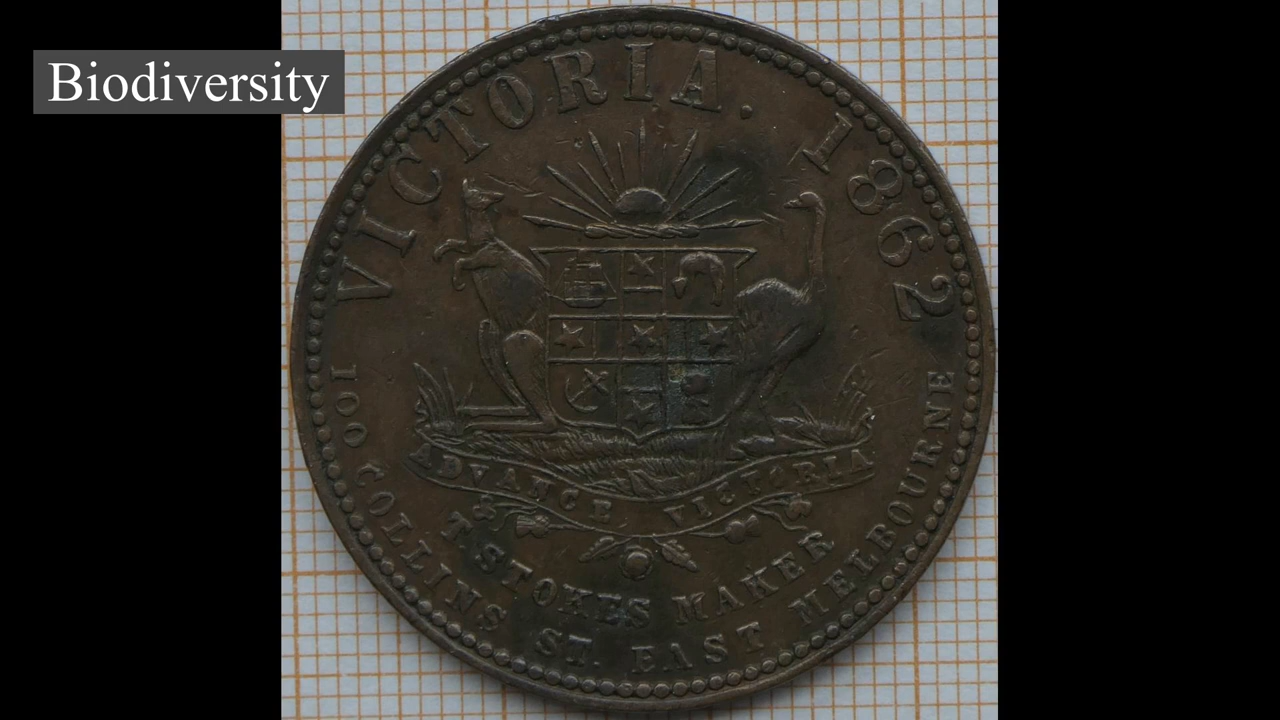 Biodiversity
VICTORIA. 1862
ADVANCE VICTORIA
T STOKES MAKER
100 COLLINS ST. EAST MELBOURNE